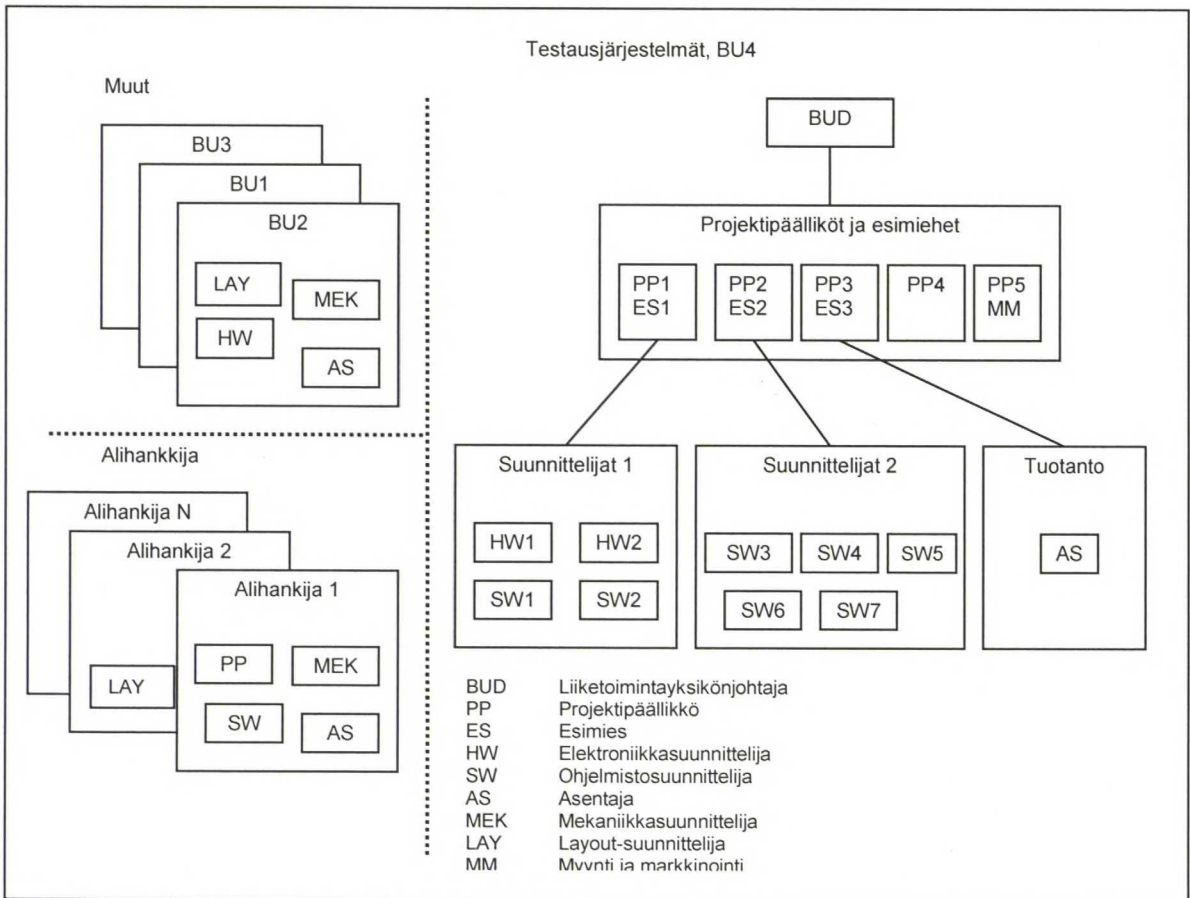 Testausjärjestelmät, BU4
Muut
BU3
BU1
BU2
LAY
MEK
HW
AS
BUD
Projektipäälliköt ja esimiehet
PP1
ES1
PP2
ES2
PP3
ES3
PP4
PP5
MM
Alihankkija
Alihankija N
Alihankija 2
Alihankija 1
LAY
PP
MEK
SW
AS
Suunnittelijat 1
HW1 HW2
SW1 SW2
Suunnittelijat 2
SW3 SW4 SW5
SW6 SW7
Tuotanto
AS
BUD Liiketoimintayksikönjohtaja
PP Projektipäällikkö
ES Esimies
HW Elektroniikkasuunnittelija
SW Ohjelmistosuunnittelija
AS Asentaja
MEK Mekaniikkasuunnittelija
LAY Layout-suunnittelija
MM Myynti ja markkinointi